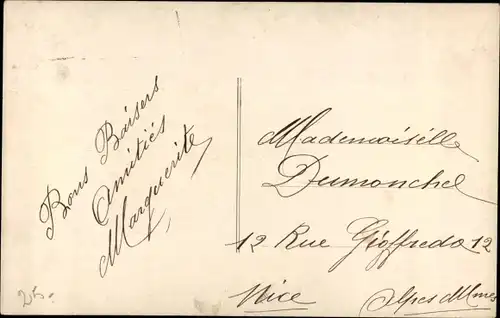 Bons Baisers
Amitiés
Marguerite
Mademoiselle
Dumonchel
12 Rue Gioffredo 12
Nice
Alpes Mmes